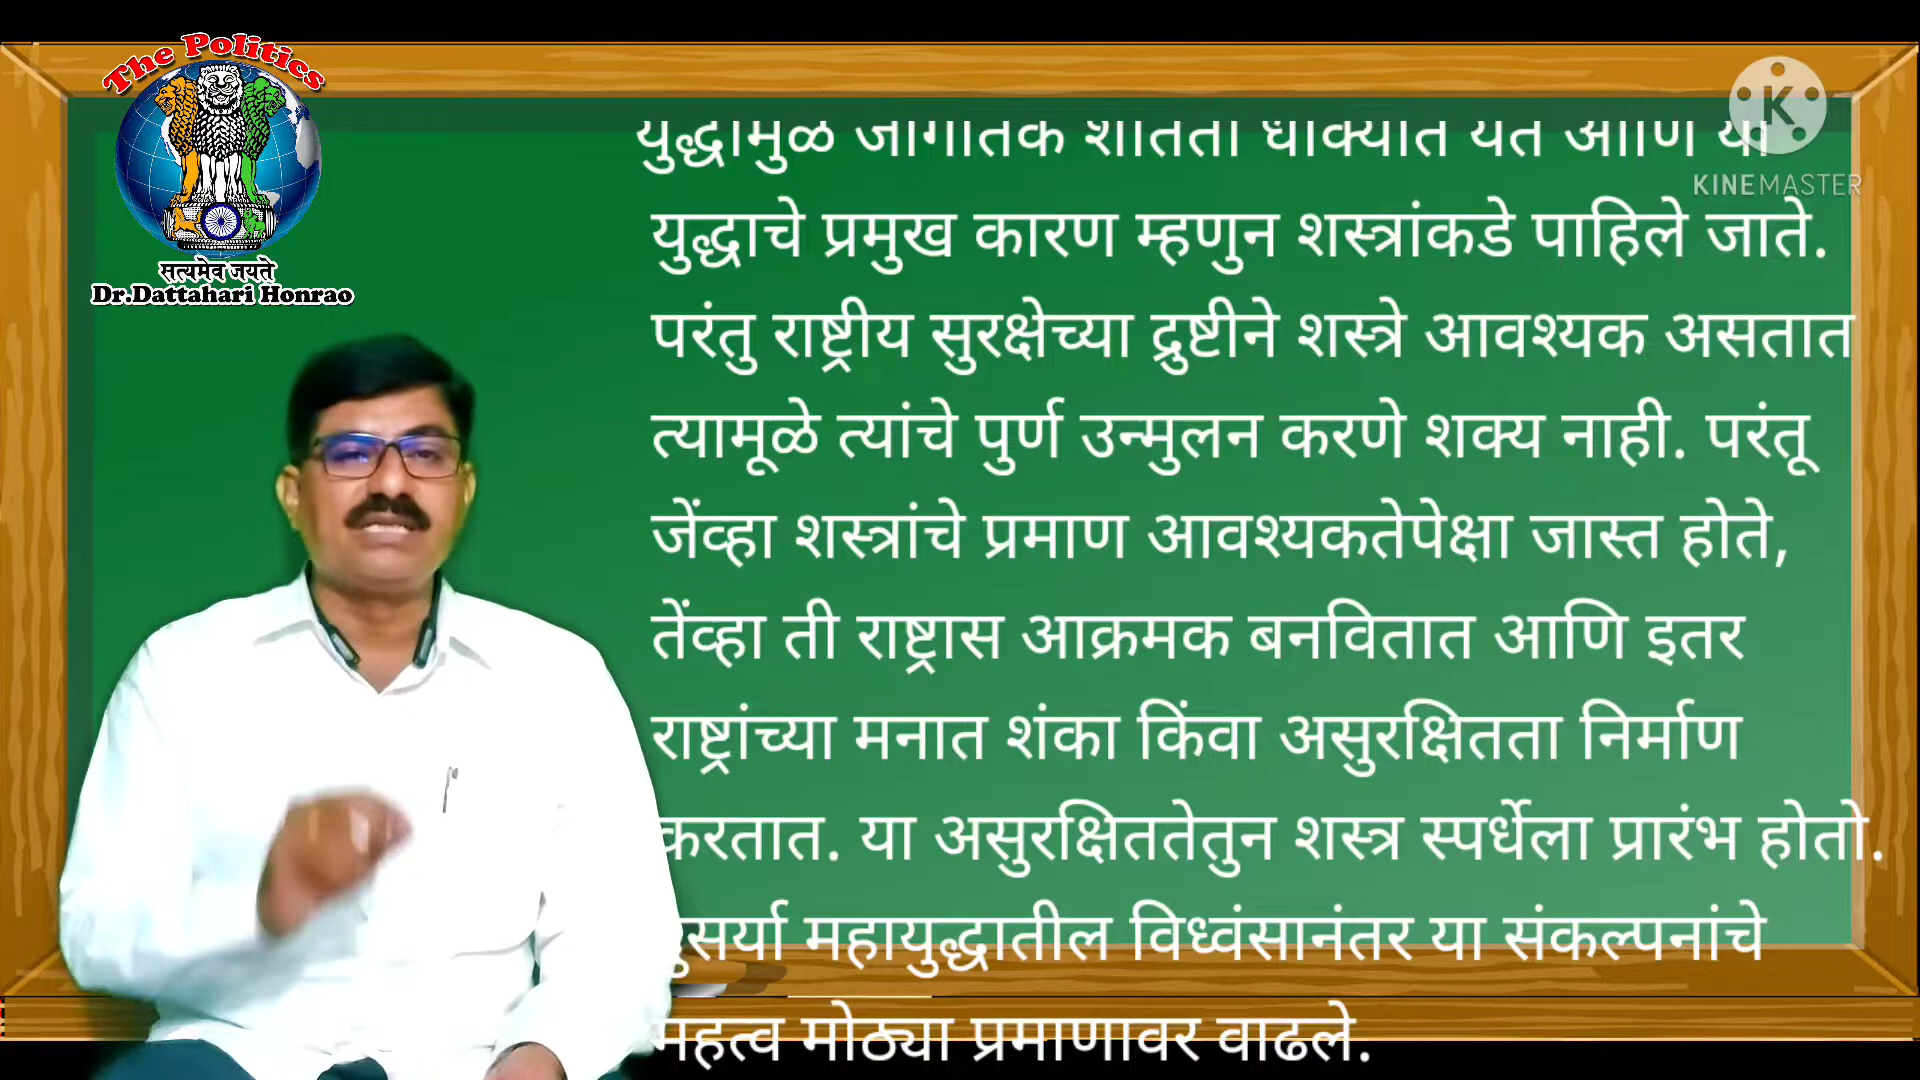 The Politics
सत्यमेव जयते
Dr.Dattahari Honrao
K
KINEMASTER
आणि
युद्धाचे प्रमुख कारण म्हणुन शस्त्रांकडे पाहिले जाते.
परंतु राष्ट्रीय सुरक्षेच्या द्रुष्टीने शस्त्रे आवश्यक असतात
त्यामूळे त्यांचे पुर्ण उन्मुलन करणे शक्य नाही. परंतू
जेंव्हा शस्त्रांचे प्रमाण आवश्यकतेपेक्षा जास्त होते,
तेंव्हा ती राष्ट्रास आक्रमक बनवितात आणि इतर
राष्ट्रांच्या मनात शंका किंवा असुरक्षितता निर्माण
करतात. या असुरक्षिततेतुन शस्त्र स्पर्धेला प्रारंभ होतो.
महायुद्धातील विध्वंसानंतर या संकल्पनांचे
महत्व मोठ्या प्रमाणावर वाढले.